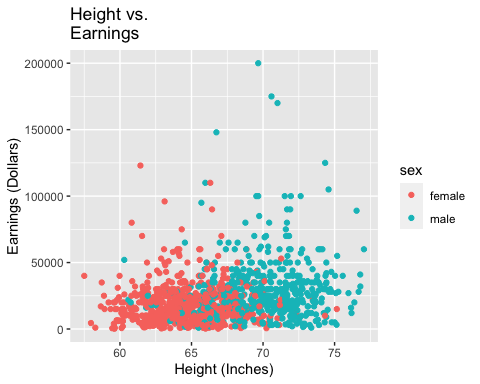 Height vs.
Earnings
200000
150000
100000
50000
0
Earnings (Dollars)
60
65
70
75
Height (Inches)
sex
female
male